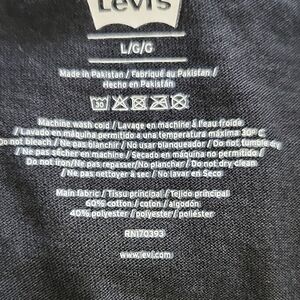 Levi's
L/G/G
Made in Pakistan / Fabriqué au Pakistan /
Hecho en Pakistán
30
Machine wash cold / Lavage en machine à l'eau froide
/ Lavado en máquina permitido a una temperatura máxima 30º C
Do not bleach / Ne pas blanchir / No usar blanqueador / Do not tumble dry
/ Ne pas sécher en machine / Secado en máquina no permitido /
Do not iron/Ne pas repasser/No planchar/ Do not dry clean
/ Ne pas nettoyer à sec / No lavar en Seco
Main fabric / Tissu principal / Tejido principal
60% cotton / coton / algodón
40% polyester / polyester / poliéster
RN170393
www.levi.com